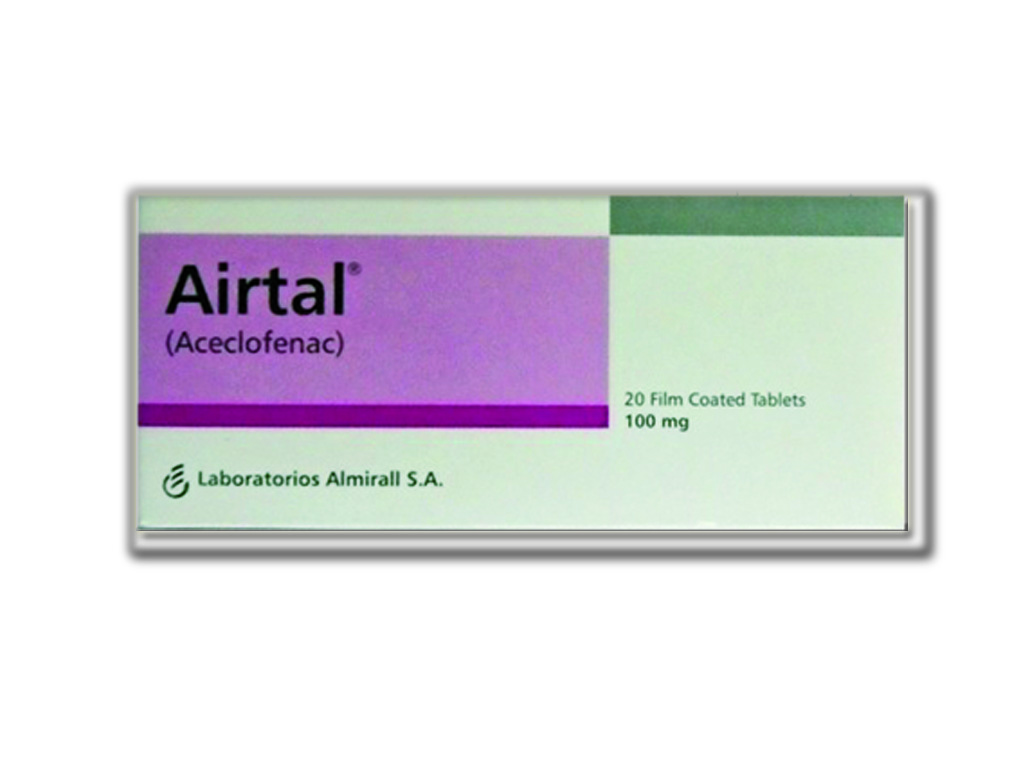 Airtal®
(Aceclofenac)
20 Film Coated Tablets
100 mg
Laboratorios Almirall S.A.